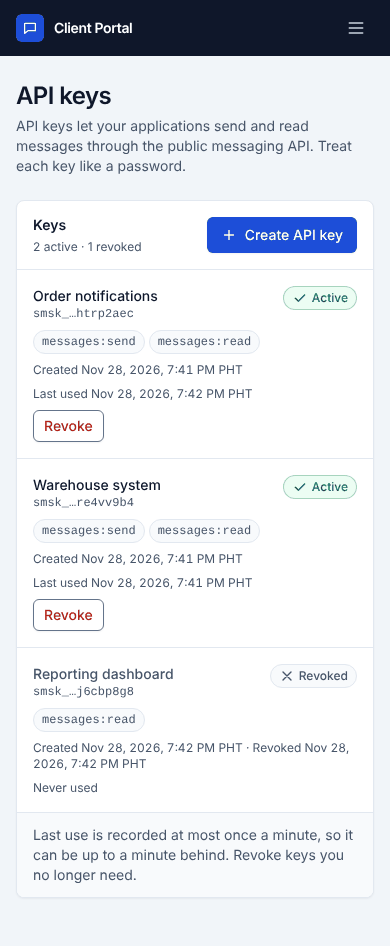 Client Portal
API keys
API keys let your applications send and read
messages through the public messaging API. Treat
each key like a password.
Keys
2 active · 1 revoked
Create API key
Order notifications
Active
smsk_…htrp2aec
messages:send messages:read
Created Nov 28, 2026, 7:41 PM PHT
Last used Nov 28, 2026, 7:42 PM PHT
Revoke
Warehouse system
Active
smsk_…re4vv9b4
messages:send messages:read
Created Nov 28, 2026, 7:41 PM PHT
Last used Nov 28, 2026, 7:41 PM PHT
Revoke
Reporting dashboard
Revoked
smsk_…j6cbp8g8
messages:read
Created Nov 28, 2026, 7:42 PM PHT · Revoked Nov 28,
2026, 7:42 PM PHT
Never used
Last use is recorded at most once a minute, so it
can be up to a minute behind. Revoke keys you
no longer need.